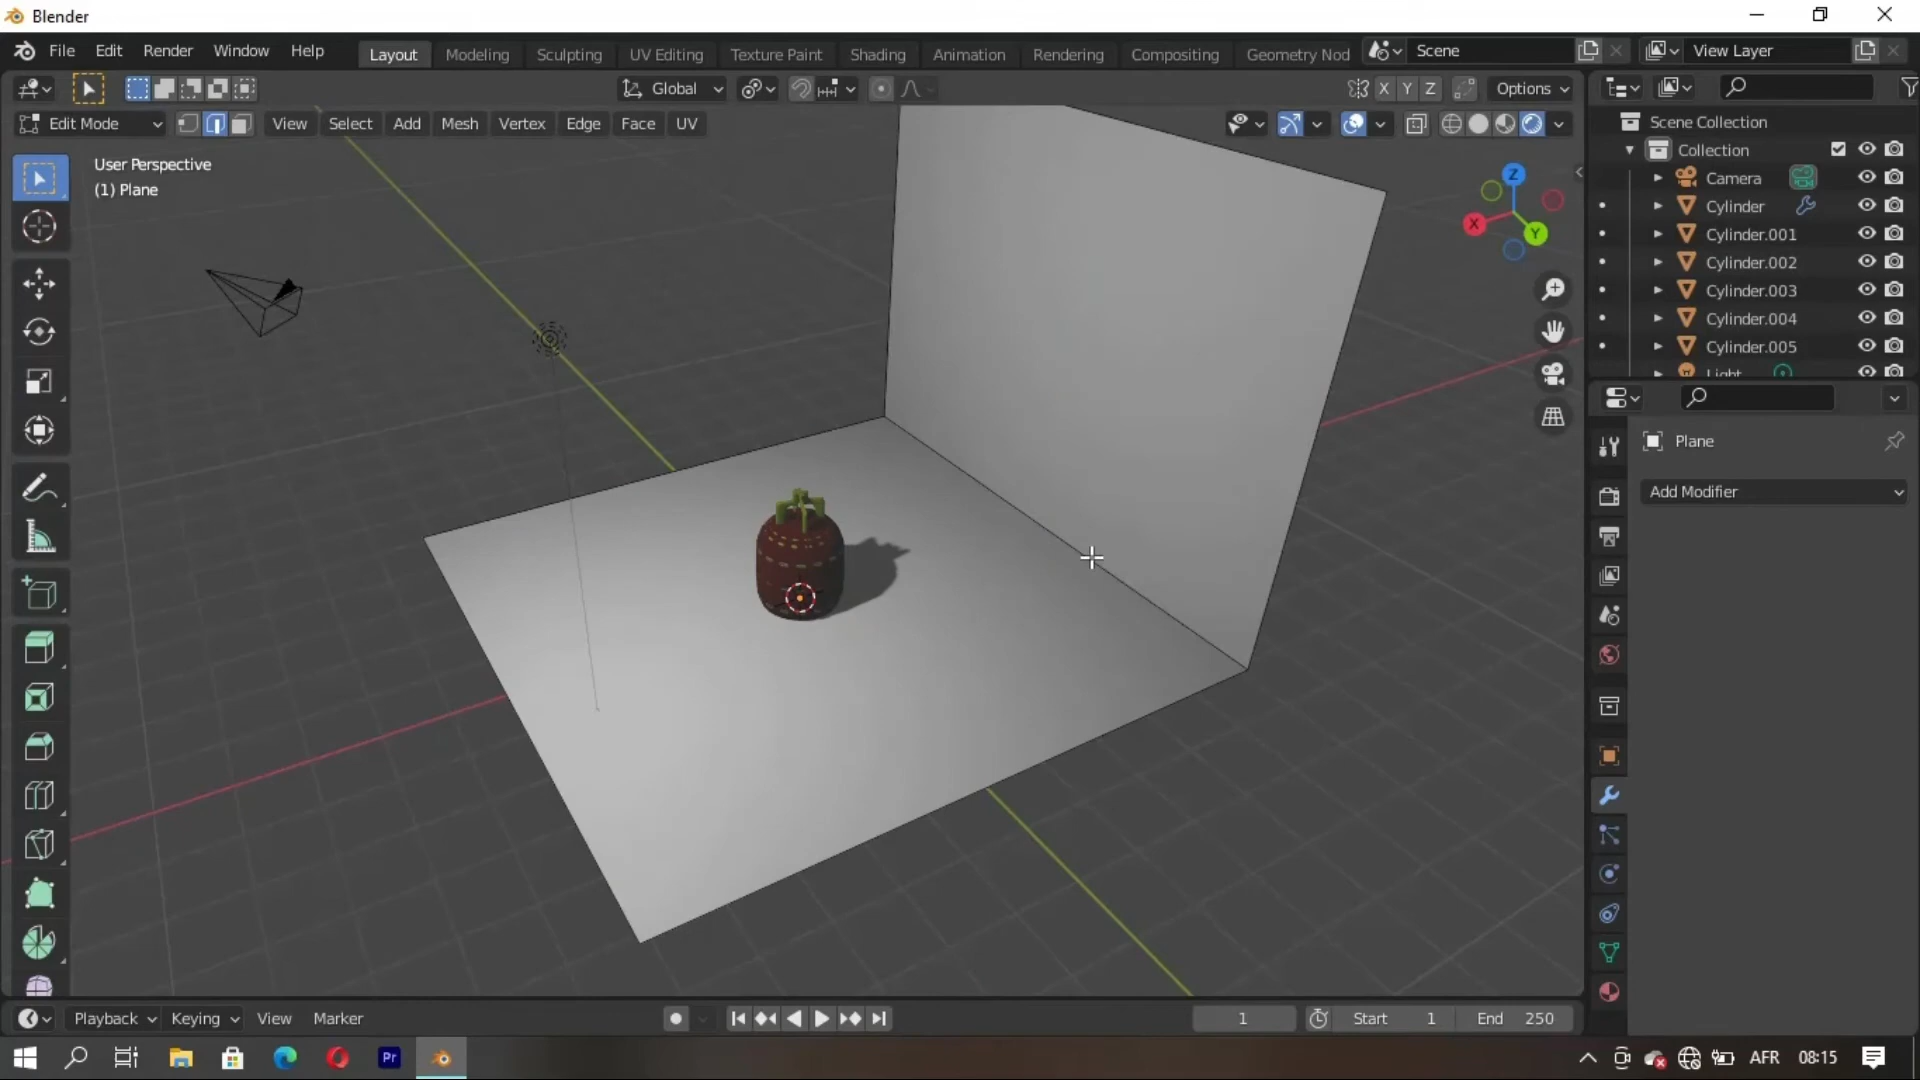 Blender
File Edit Render Window Help Layout Modeling Sculpting UV Editing Texture Paint Shading Animation Rendering Compositing Geometry Nod Scene View Layer
Global X Y Z Options
Edit Mode View Select Add Mesh Vertex Edge Face UV
Scene Collection
Collection
Camera
Cylinder
Cylinder.001
Cylinder.002
Cylinder.003
Cylinder.004
Cylinder.005
Light
User Perspective
(1) Plane
Z
X
Y
Plane
Add Modifier
Playback Keying View Marker 1 Start 1 End 250
Pr AFR 08:15